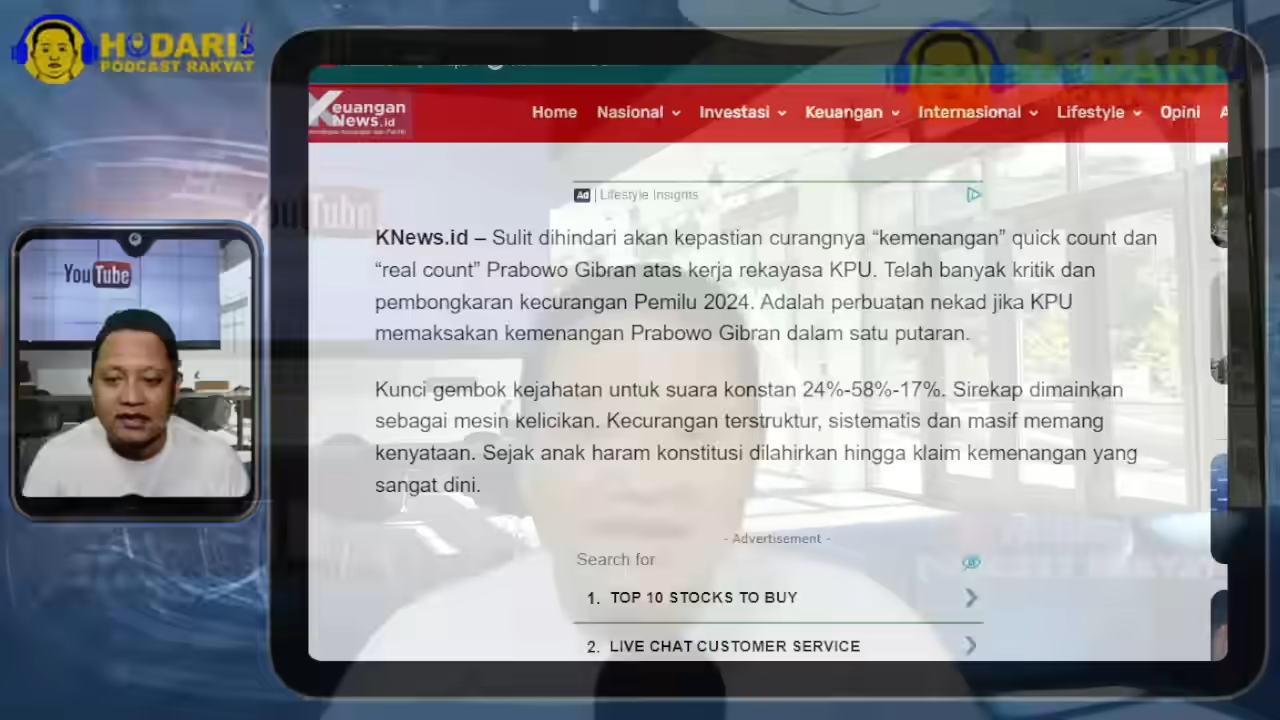 HODARI
PODCAST RAKYAT
HODARI
Keuangan
News.id
Home Nasional Investasi Keuangan Internasional Lifestyle Opini A
YouTube
Ad | Lifestyle Insights
KNews.id – Sulit dihindari akan kepastian curangnya “kemenangan” quick count dan
“real count” Prabowo Gibran atas kerja rekayasa KPU. Telah banyak kritik dan
pembongkaran kecurangan Pemilu 2024. Adalah perbuatan nekad jika KPU
memaksakan kemenangan Prabowo Gibran dalam satu putaran.
YouTube
Kunci gembok kejahatan untuk suara konstan 24%-58%-17%. Sirekap dimainkan
sebagai mesin kelicikan. Kecurangan terstruktur, sistematis dan masif memang
kenyataan. Sejak anak haram konstitusi dilahirkan hingga klaim kemenangan yang
sangat dini.
- Advertisement -
Search for
1. TOP 10 STOCKS TO BUY
2. LIVE CHAT CUSTOMER SERVICE